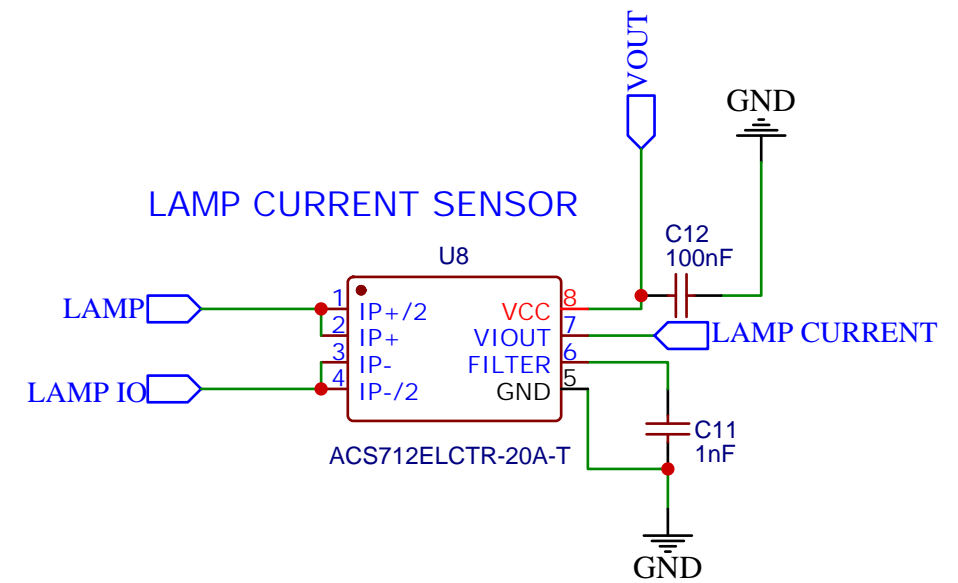 VOUT
GND
LAMP CURRENT SENSOR
C12
100nF
U8
LAMP
1
IP+/2
VCC
8
2
IP+
VIOUT
7
LAMP CURRENT
3
IP-
FILTER
6
LAMP IO
4
IP-/2
GND
5
C11
1nF
ACS712ELCTR-20A-T
GND